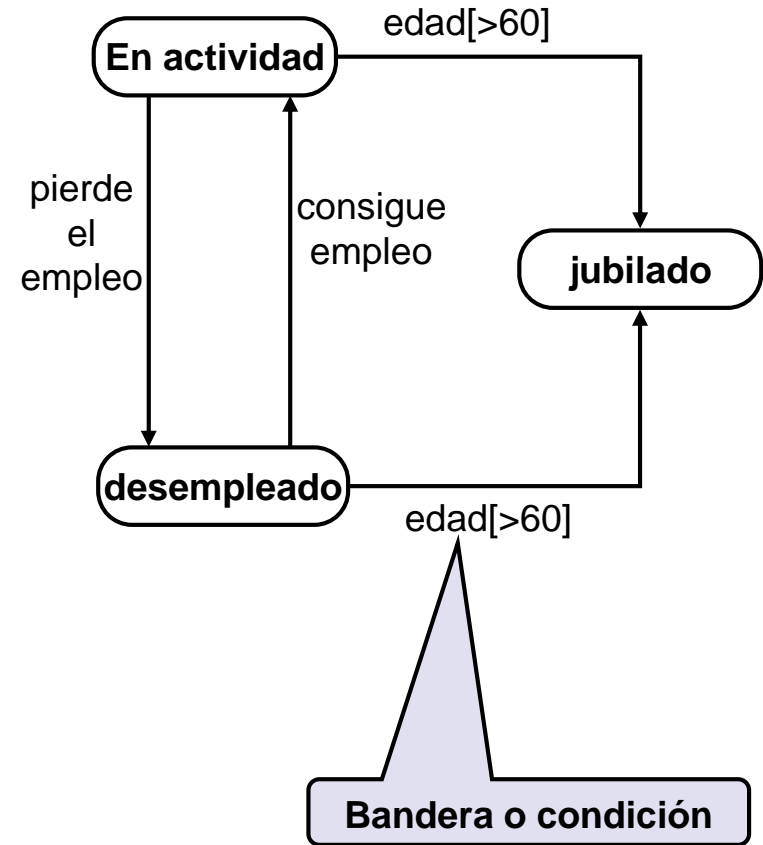 edad[>60]
En actividad
pierde
el
empleo
consigue
empleo
jubilado
desempleado
edad[>60]
Bandera o condición